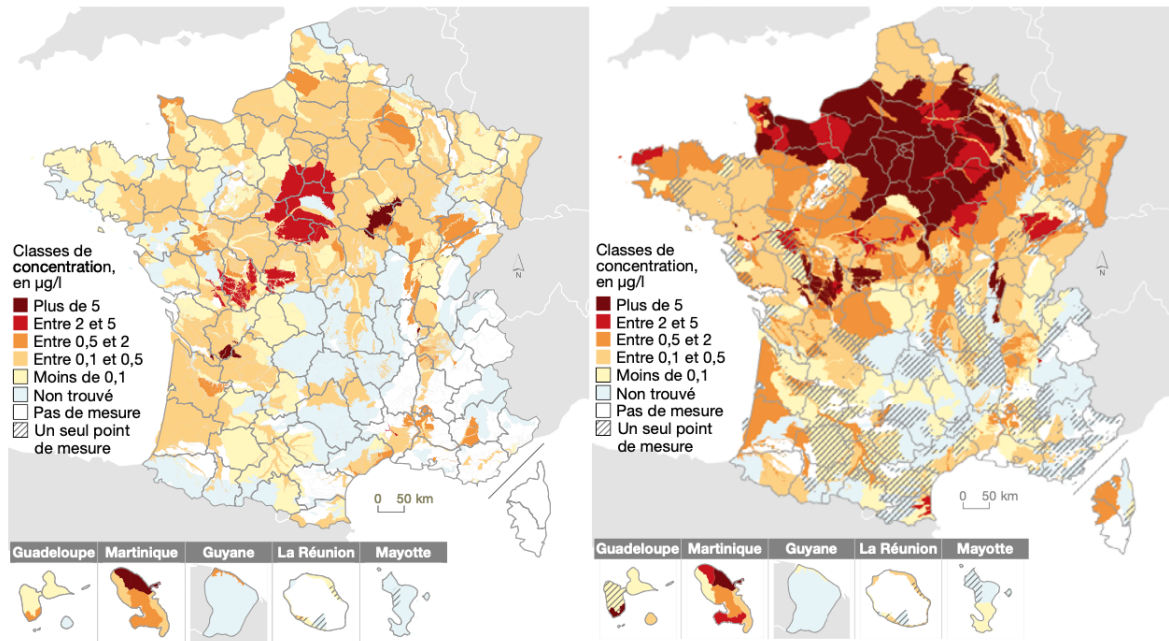 Classes de
concentration,
en µg/l
Plus de 5
Entre 2 et 5
Entre 0,5 et 2
Entre 0,1 et 0,5
Moins de 0,1
Non trouvé
Pas de mesure
Un seul point
de mesure
N
0 50 km
Guadeloupe Martinique Guyane La Réunion Mayotte
Classes de
concentration,
en µg/l
Plus de 5
Entre 2 et 5
Entre 0,5 et 2
Entre 0,1 et 0,5
Moins de 0,1
Non trouvé
Pas de mesure
Un seul point
de mesure
N
0 50 km
Guadeloupe Martinique Guyane La Réunion Mayotte